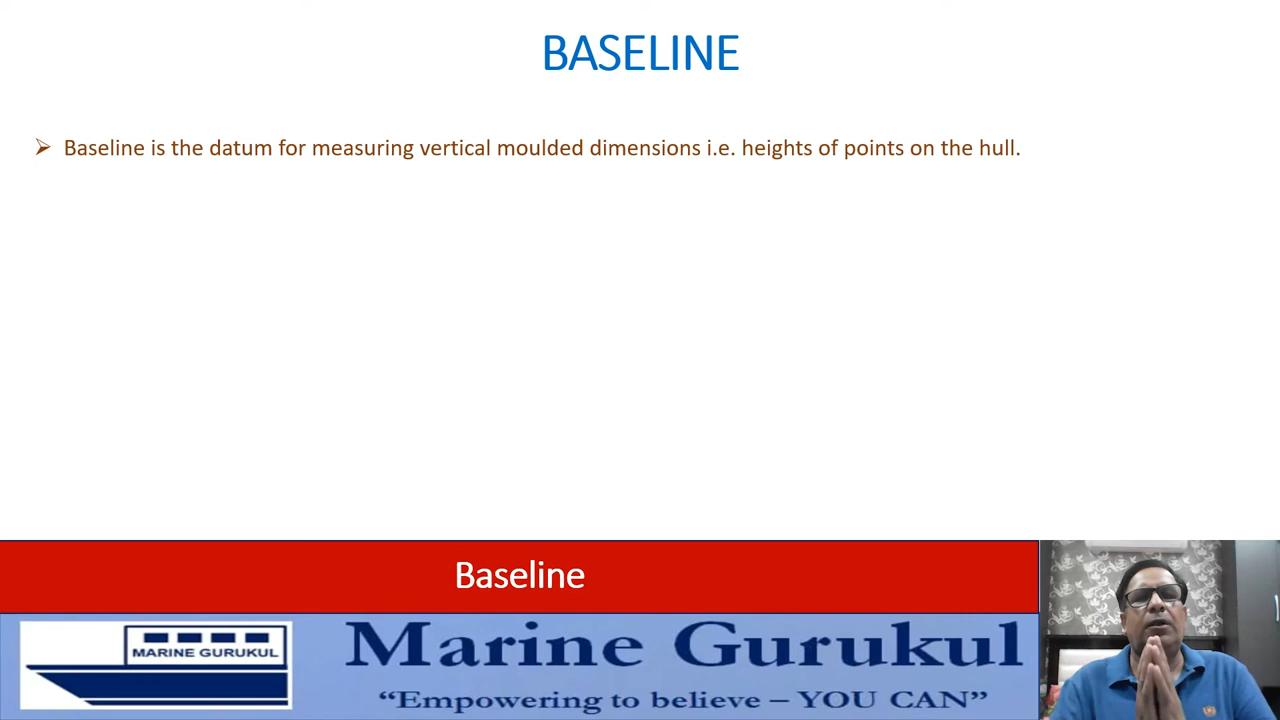 BASELINE
Baseline is the datum for measuring vertical moulded dimensions i.e. heights of points on the hull.
Baseline
MARINE GURUKUL
Marine Gurukul
“Empowering to believe – YOU CAN”